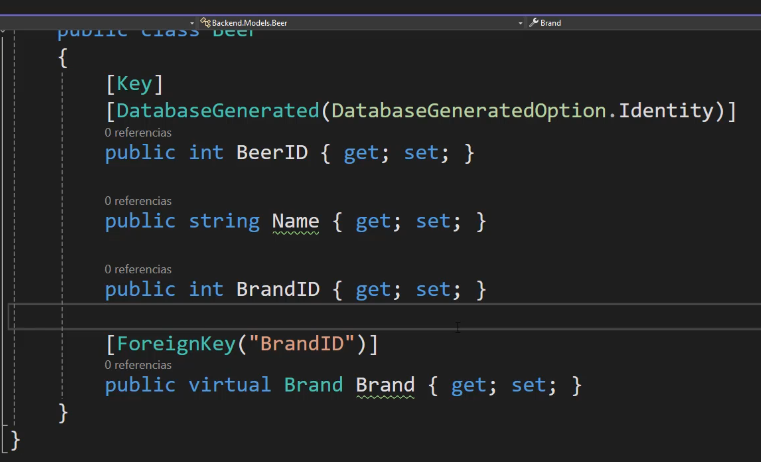 Backend.Models.Beer Brand
public class Beer
{
[Key]
[DatabaseGenerated(DatabaseGeneratedOption.Identity)]
0 referencias
public int BeerID { get; set; }
0 referencias
public string Name { get; set; }
0 referencias
public int BrandID { get; set; }
[ForeignKey("BrandID")]
0 referencias
public virtual Brand Brand { get; set; }
}
}